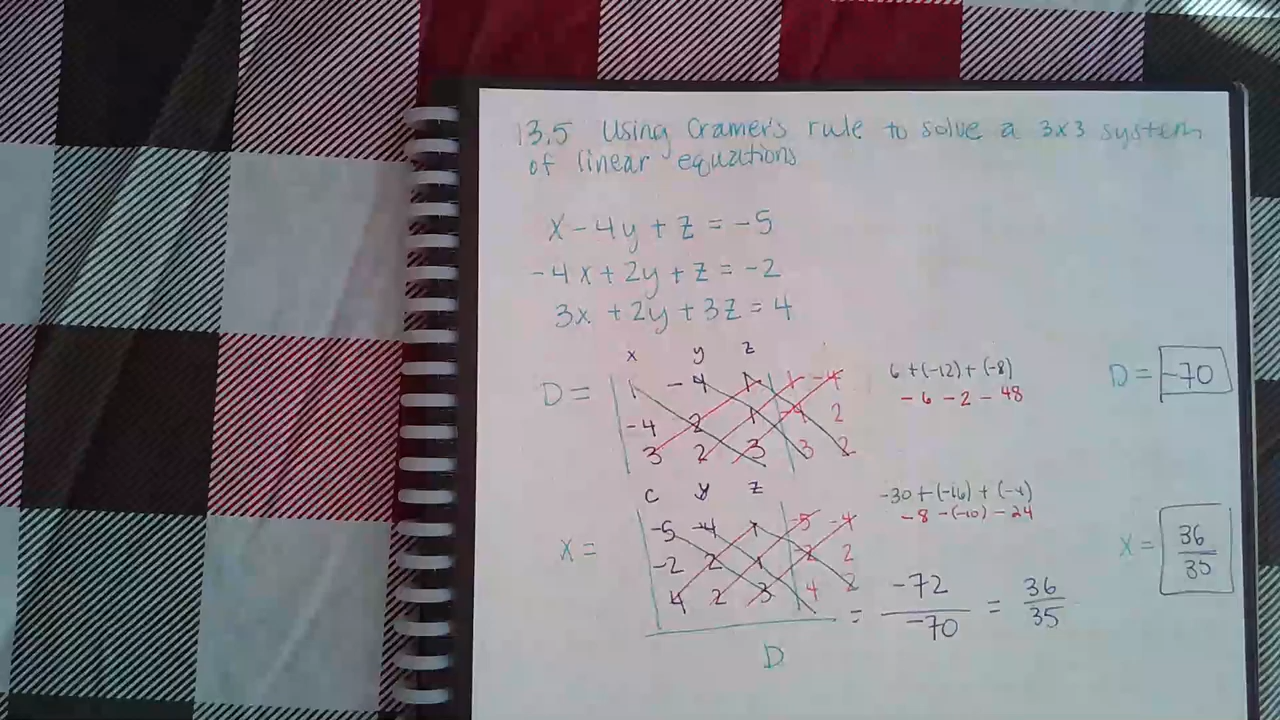 13.5 Using Cramer's rule to solve a 3x3 system
of linear equations
x - 4y + z = -5
-4x + 2y + z = -2
3x + 2y + 3z = 4
x y z
D = 1 -4 1 1 -4
-4 2 1 -4 2
3 2 3 3 2
6 + (-12) + (-8)
- 6 - 2 - 48
D = -70
c y z
x = -5 -4 1 -5 -4
-2 2 1 -2 2
4 2 3 4 2
D
-30 + (-16) + (-4)
- 8 - (-10) - 24
= -72/-70 = 36/35
x = 36/35